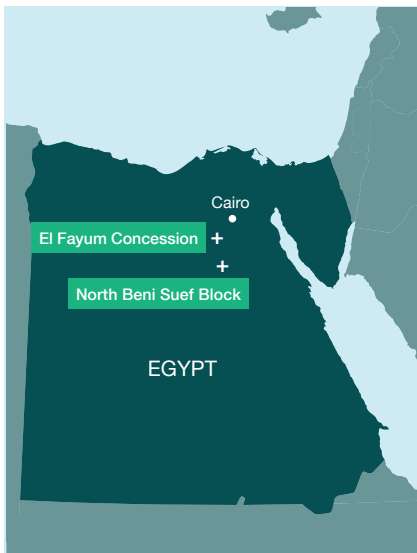 Cairo
El Fayum Concession
North Beni Suef Block
EGYPT